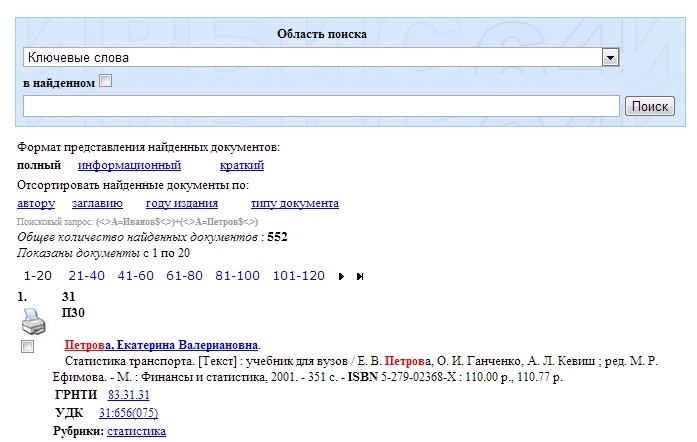 ИРБИС64И
Область поиска
Ключевые слова
в найденном
Поиск
Формат представления найденных документов:
полный информационный краткий
Отсортировать найденные документы по:
автору заглавию году издания типу документа
Поисковый запрос: (<.>A=Иванов$<.>)+(<.>A=Петров$<.>)
Общее количество найденных документов : 552
Показаны документы с 1 по 20
1-20 21-40 41-60 61-80 81-100 101-120
1. 31
П30
Петрова, Екатерина Валериановна.
Статистика транспорта. [Текст] : учебник для вузов / Е. В. Петрова, О. И. Ганченко, А. Л. Кевиш ; ред. М. Р.
Ефимова. - М. : Финансы и статистика, 2001. - 351 с. - ISBN 5-279-02368-X : 110.00 р., 110.77 р.
ГРНТИ 83.31.31
УДК 31:656(075)
Рубрики: статистика